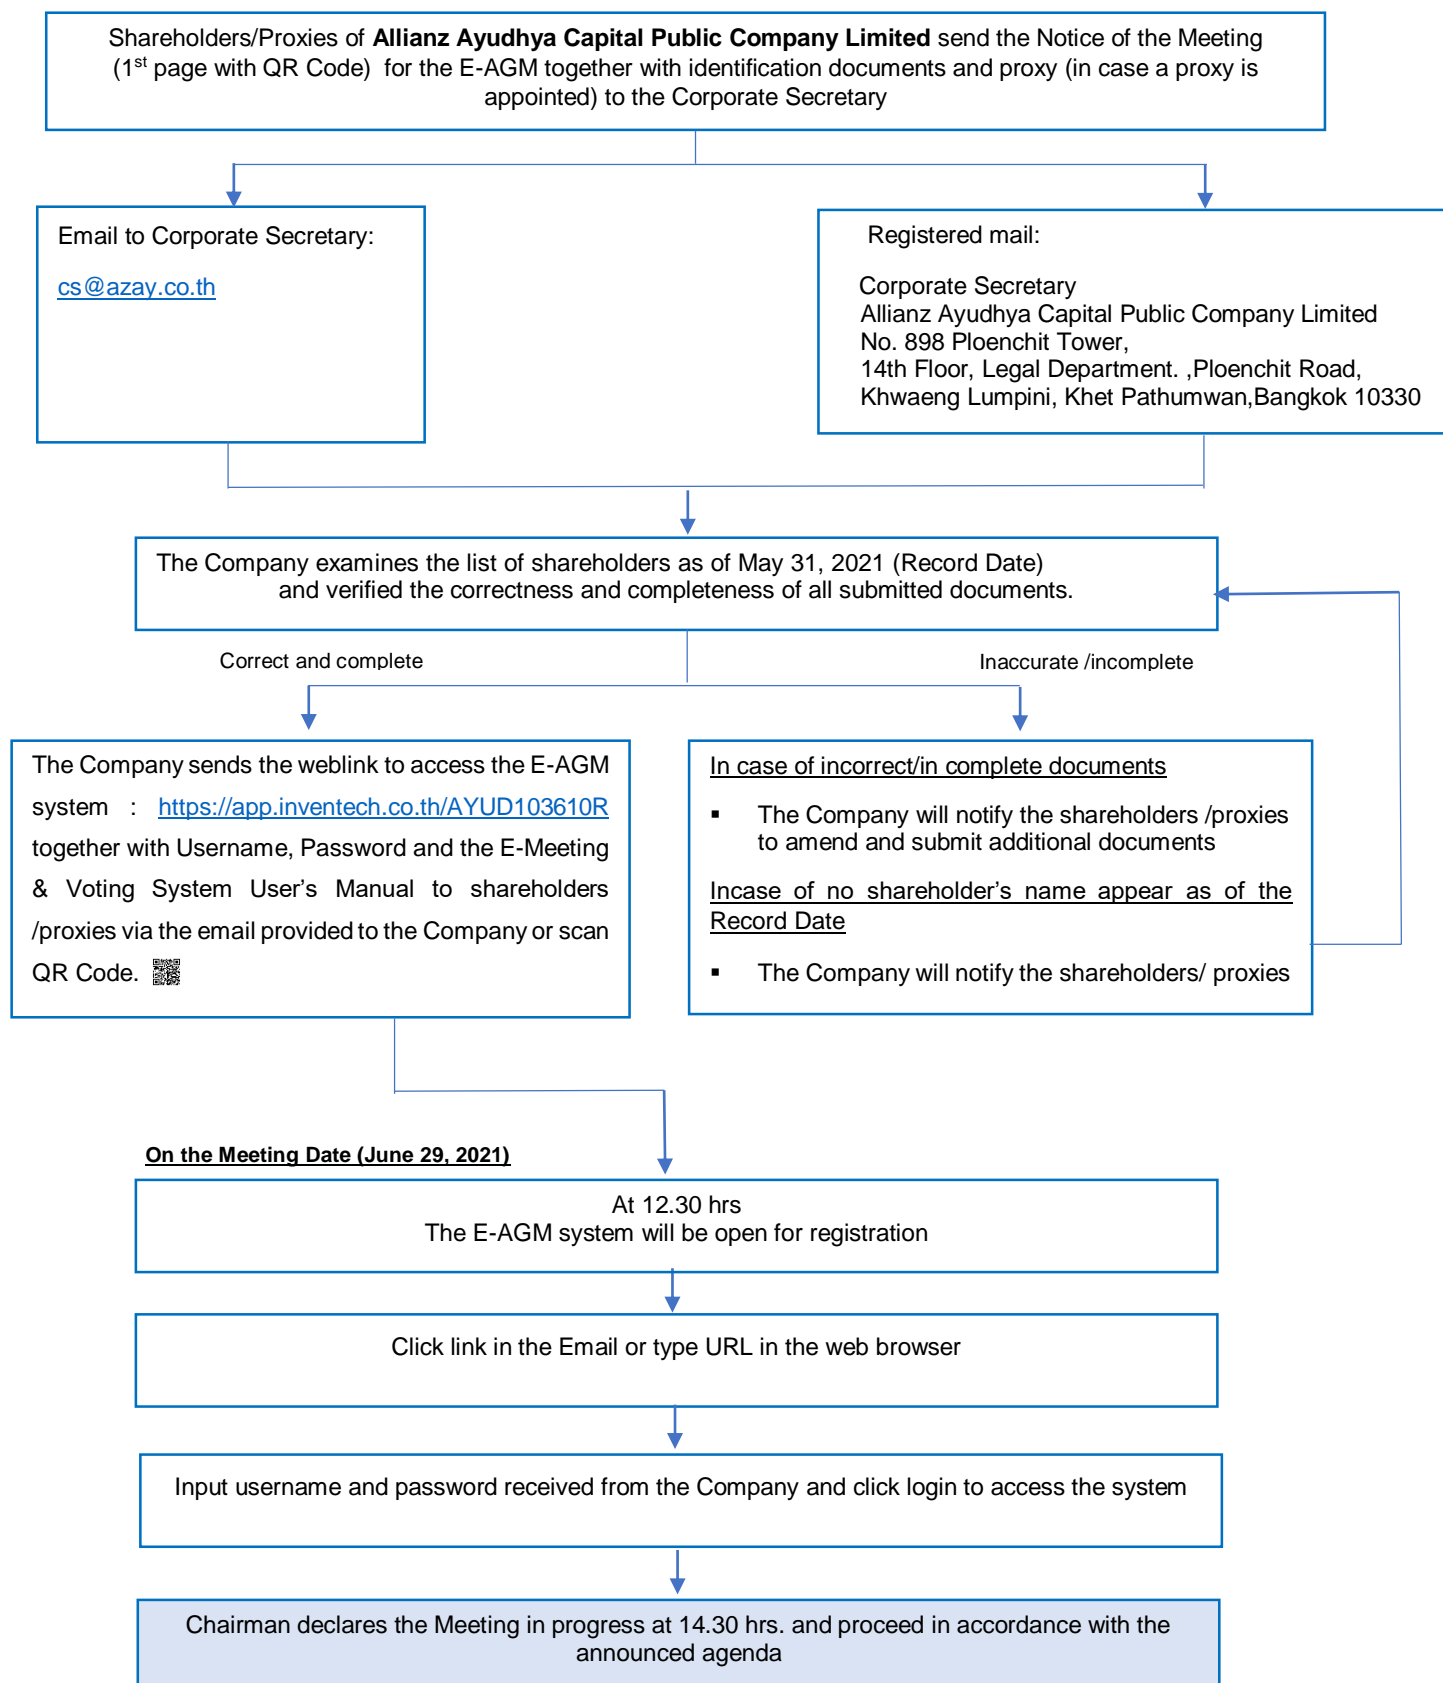 Shareholders/Proxies of Allianz Ayudhya Capital Public Company Limited send the Notice of the Meeting
(1st page with QR Code) for the E-AGM together with identification documents and proxy (in case a proxy is
appointed) to the Corporate Secretary
Email to Corporate Secretary:
cs@azay.co.th
Registered mail:
Corporate Secretary
Allianz Ayudhya Capital Public Company Limited
No. 898 Ploenchit Tower,
14th Floor, Legal Department. ,Ploenchit Road,
Khwaeng Lumpini, Khet Pathumwan,Bangkok 10330
The Company examines the list of shareholders as of May 31, 2021 (Record Date)
and verified the correctness and completeness of all submitted documents.
Correct and complete
Inaccurate /incomplete
The Company sends the weblink to access the E-AGM
system : https://app.inventech.co.th/AYUD103610R
together with Username, Password and the E-Meeting
& Voting System User's Manual to shareholders
/proxies via the email provided to the Company or scan
QR Code.
In case of incorrect/in complete documents
▪ The Company will notify the shareholders /proxies
to amend and submit additional documents
Incase of no shareholder's name appear as of the
Record Date
▪ The Company will notify the shareholders/ proxies
On the Meeting Date (June 29, 2021)
At 12.30 hrs
The E-AGM system will be open for registration
Click link in the Email or type URL in the web browser
Input username and password received from the Company and click login to access the system
Chairman declares the Meeting in progress at 14.30 hrs. and proceed in accordance with the
announced agenda